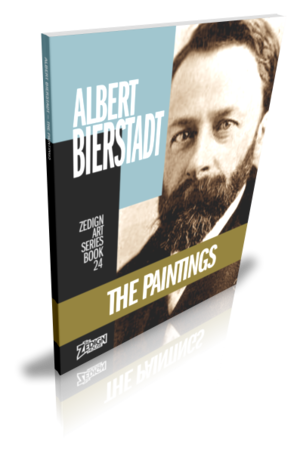 ALBERT
BIERSTADT
ZEDIGN
ART
SERIES
BOOK
24
THE PAINTINGS
ZEDIGN